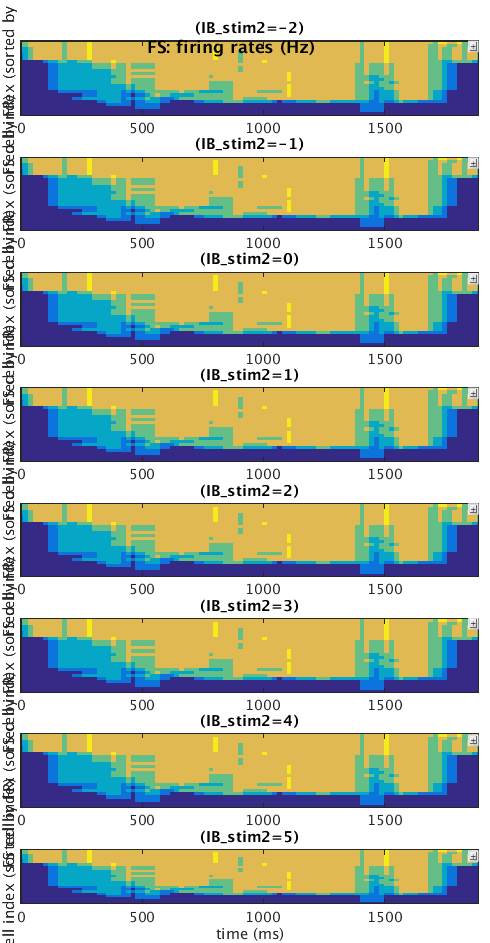 (IB_stim2=-2)
FS: firing rates (Hz)
0 500 1000 1500
(IB_stim2=-1)
0 500 1000 1500
(IB_stim2=0)
0 500 1000 1500
(IB_stim2=1)
0 500 1000 1500
(IB_stim2=2)
0 500 1000 1500
(IB_stim2=3)
0 500 1000 1500
(IB_stim2=4)
0 500 1000 1500
(IB_stim2=5)
0 500 1000 1500
time (ms)